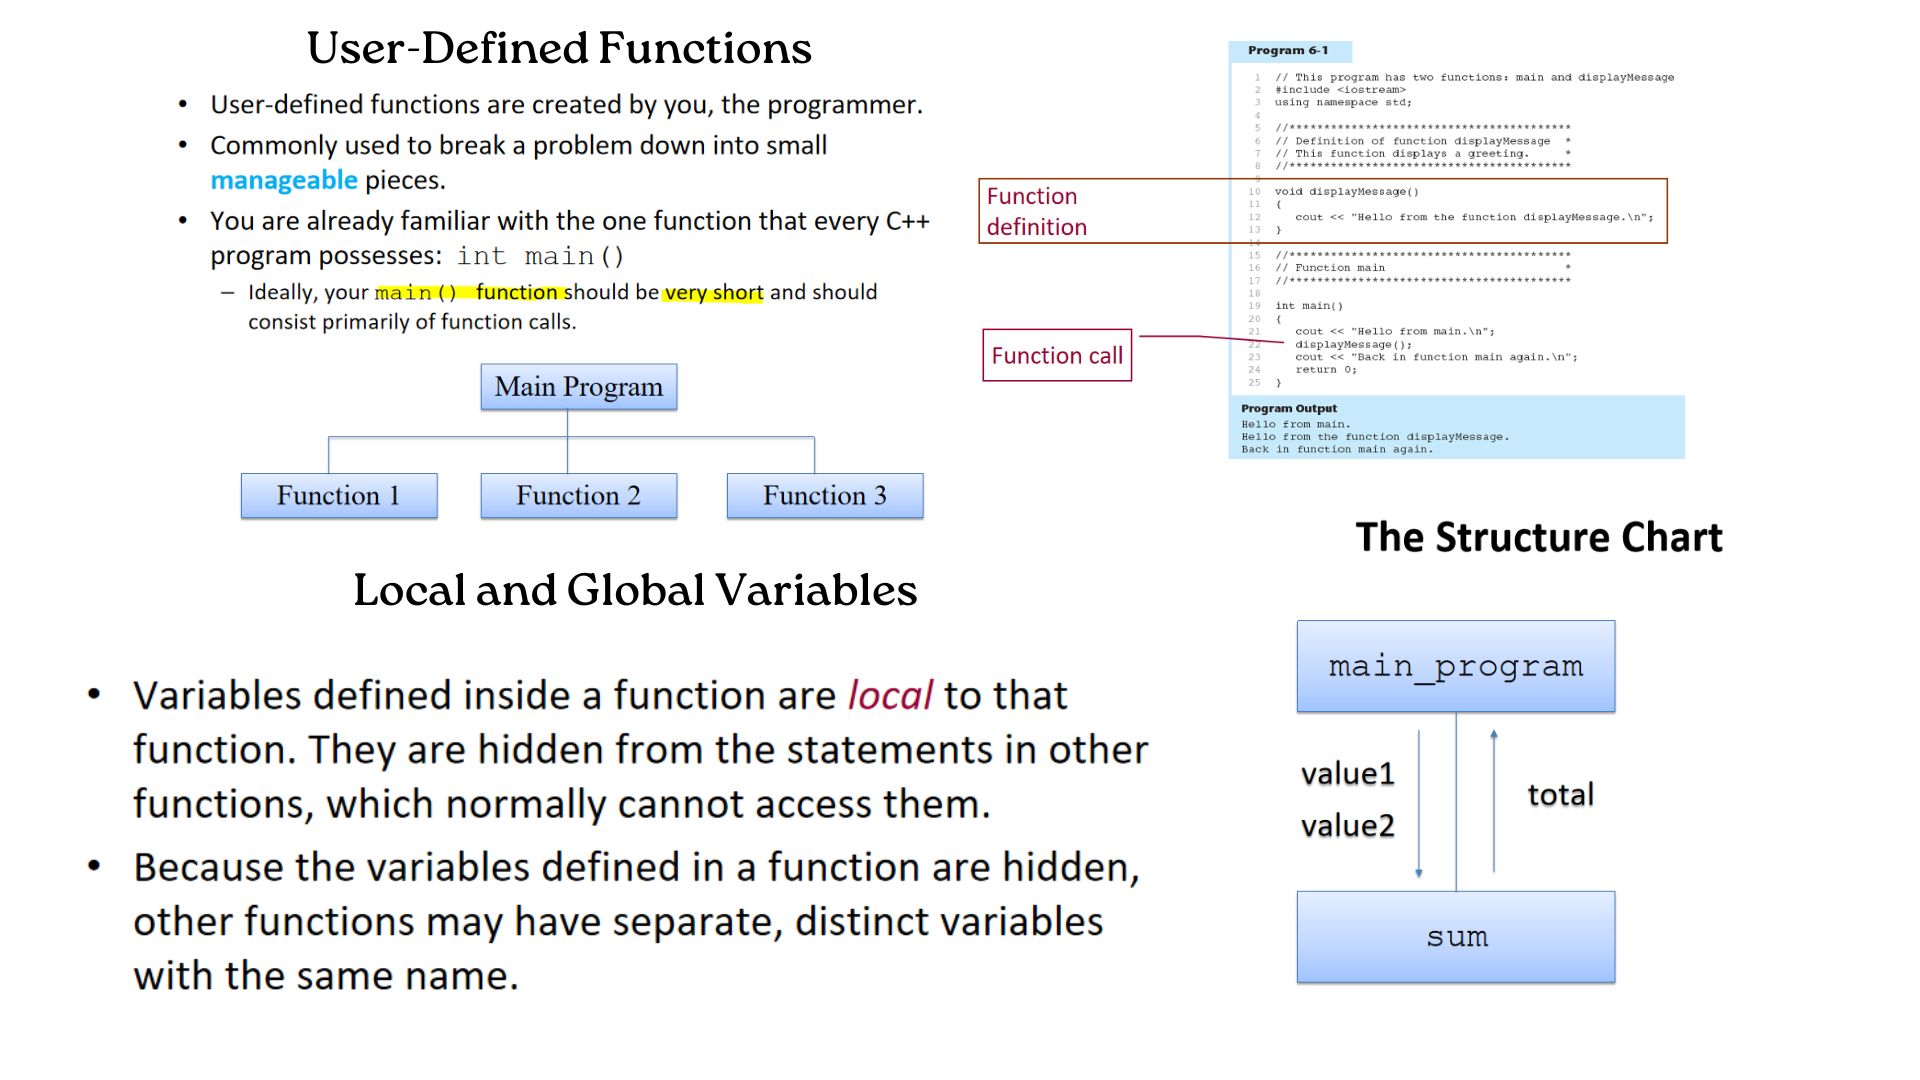 User-Defined Functions
• User-defined functions are created by you, the programmer.
• Commonly used to break a problem down into small
manageable pieces.
• You are already familiar with the one function that every C++
program possesses: int main()
– Ideally, your main() function should be very short and should
consist primarily of function calls.
Main Program
Function 1
Function 2
Function 3
Program 6-1
1 // This program has two functions: main and displayMessage
2 #include <iostream>
3 using namespace std;
4
5 //*****************************************
6 // Definition of function displayMessage *
7 // This function displays a greeting. *
8 //*****************************************
9
10 void displayMessage()
11 {
12 cout << "Hello from the function displayMessage.\n";
13 }
14
15 //*****************************************
16 // Function main *
17 //*****************************************
18
19 int main()
20 {
21 cout << "Hello from main.\n";
22 displayMessage();
23 cout << "Back in function main again.\n";
24 return 0;
25 }
Function
definition
Function call
Program Output
Hello from main.
Hello from the function displayMessage.
Back in function main again.
Local and Global Variables
• Variables defined inside a function are local to that
function. They are hidden from the statements in other
functions, which normally cannot access them.
• Because the variables defined in a function are hidden,
other functions may have separate, distinct variables
with the same name.
The Structure Chart
main_program
value1
value2
total
sum